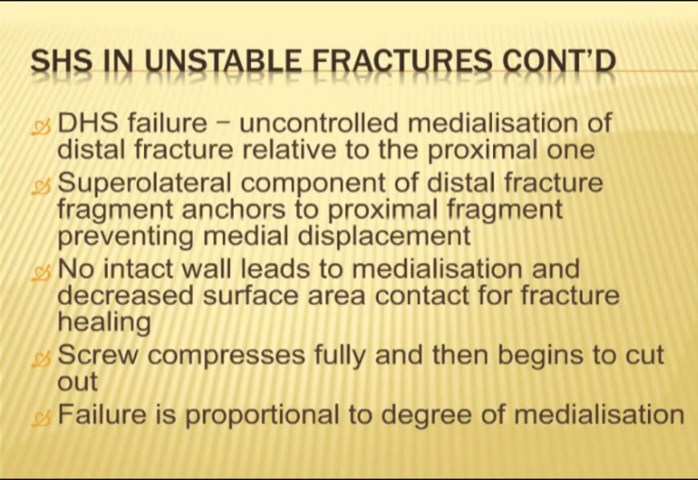 SHS IN UNSTABLE FRACTURES CONT'D
DHS failure – uncontrolled medialisation of
distal fracture relative to the proximal one
Superolateral component of distal fracture
fragment anchors to proximal fragment
preventing medial displacement
No intact wall leads to medialisation and
decreased surface area contact for fracture
healing
Screw compresses fully and then begins to cut
out
Failure is proportional to degree of medialisation